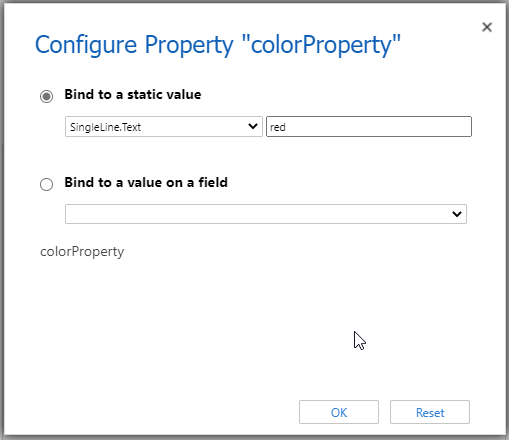 Configure Property "colorProperty"
Bind to a static value
SingleLine.Text red
Bind to a value on a field
colorProperty
OK Reset